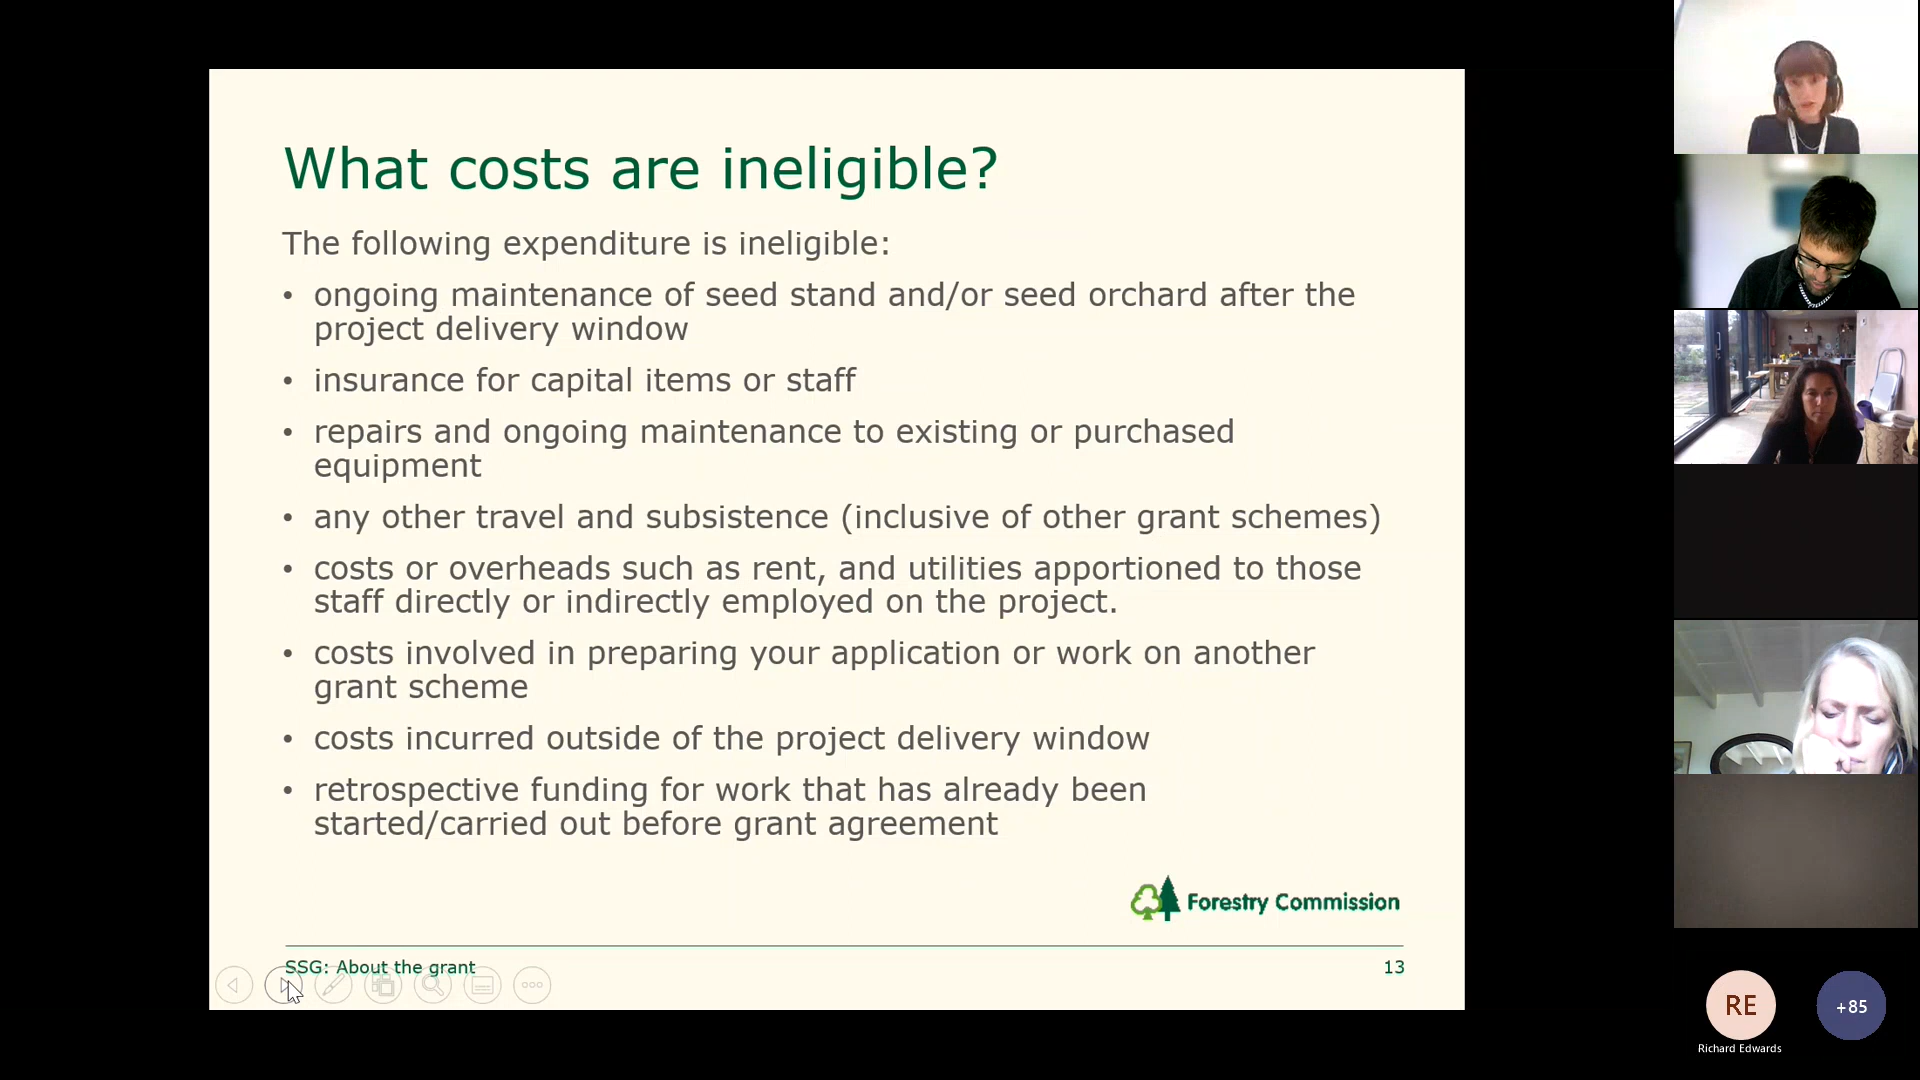 What costs are ineligible?
The following expenditure is ineligible:
• ongoing maintenance of seed stand and/or seed orchard after the
project delivery window
• insurance for capital items or staff
• repairs and ongoing maintenance to existing or purchased
equipment
• any other travel and subsistence (inclusive of other grant schemes)
• costs or overheads such as rent, and utilities apportioned to those
staff directly or indirectly employed on the project.
• costs involved in preparing your application or work on another
grant scheme
• costs incurred outside of the project delivery window
• retrospective funding for work that has already been
started/carried out before grant agreement
Forestry Commission
SSG: About the grant
13
RE
Richard Edwards
+85